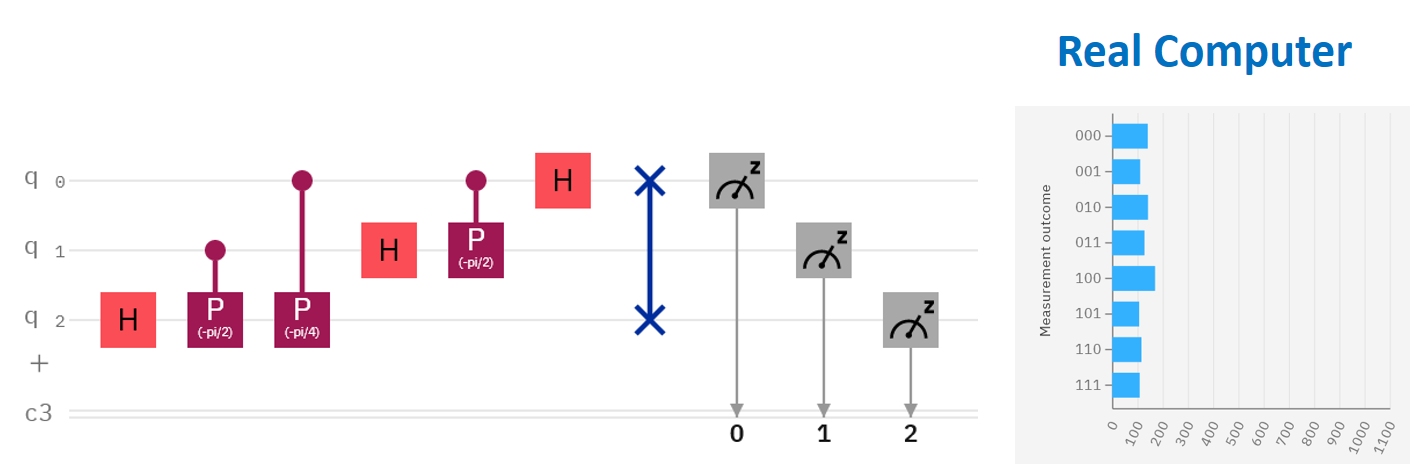 Real Computer
q 0 H z
q 1 H P (-pi/2) z
q 2 H P (-pi/2) P (-pi/4) z
+
c3
0 1 2
Measurement outcome
000
001
010
011
100
101
110
111
0 100 200 300 400 500 600 700 800 900 1000 1100